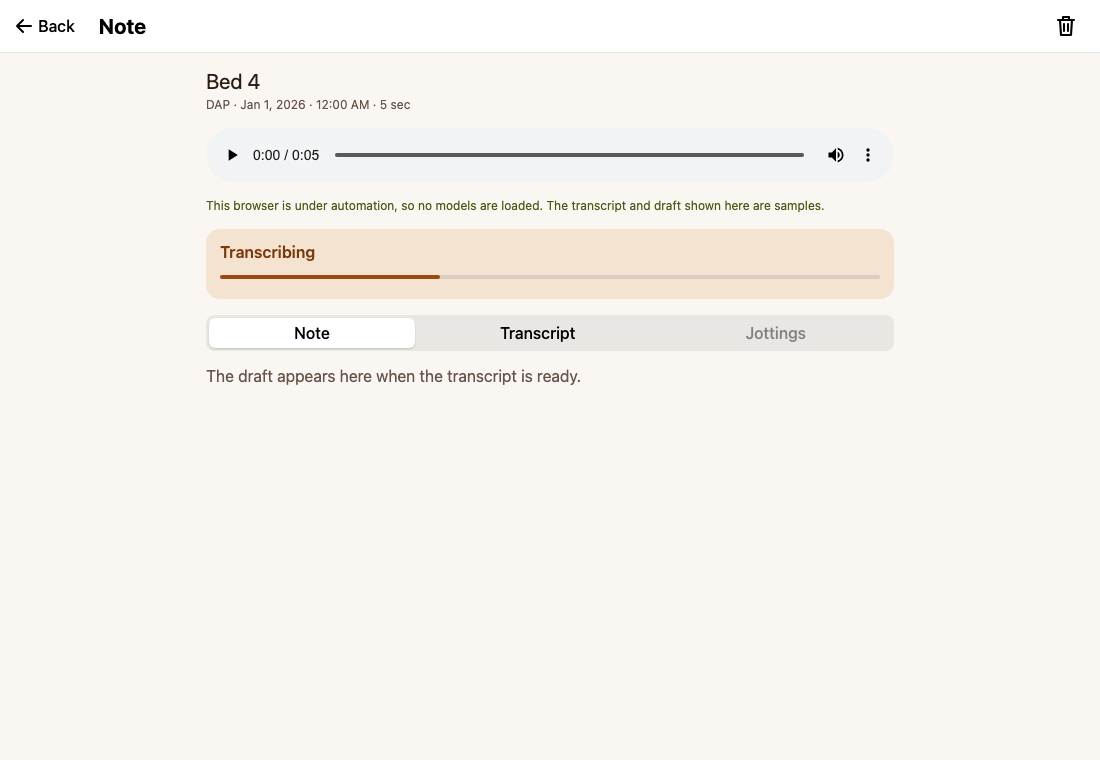 Back Note
Bed 4
DAP · Jan 1, 2026 · 12:00 AM · 5 sec
0:00 / 0:05
This browser is under automation, so no models are loaded. The transcript and draft shown here are samples.
Transcribing
Note Transcript Jottings
The draft appears here when the transcript is ready.